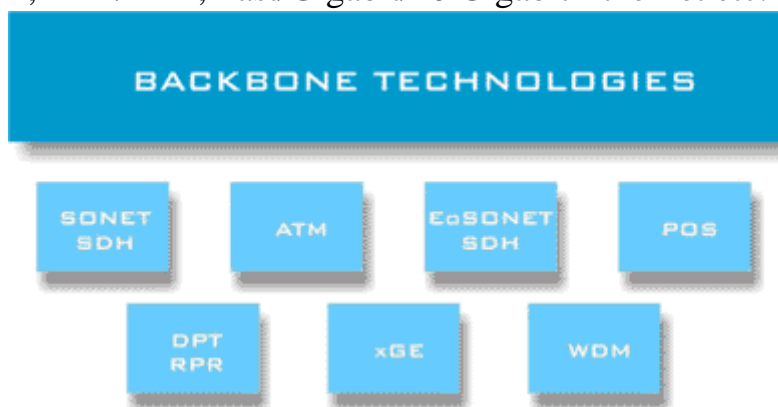 BACKBONE TECHNOLOGIES
SONET
SDH
ATM
EoSONET
SDH
POS
DPT
RPR
xGE
WDM